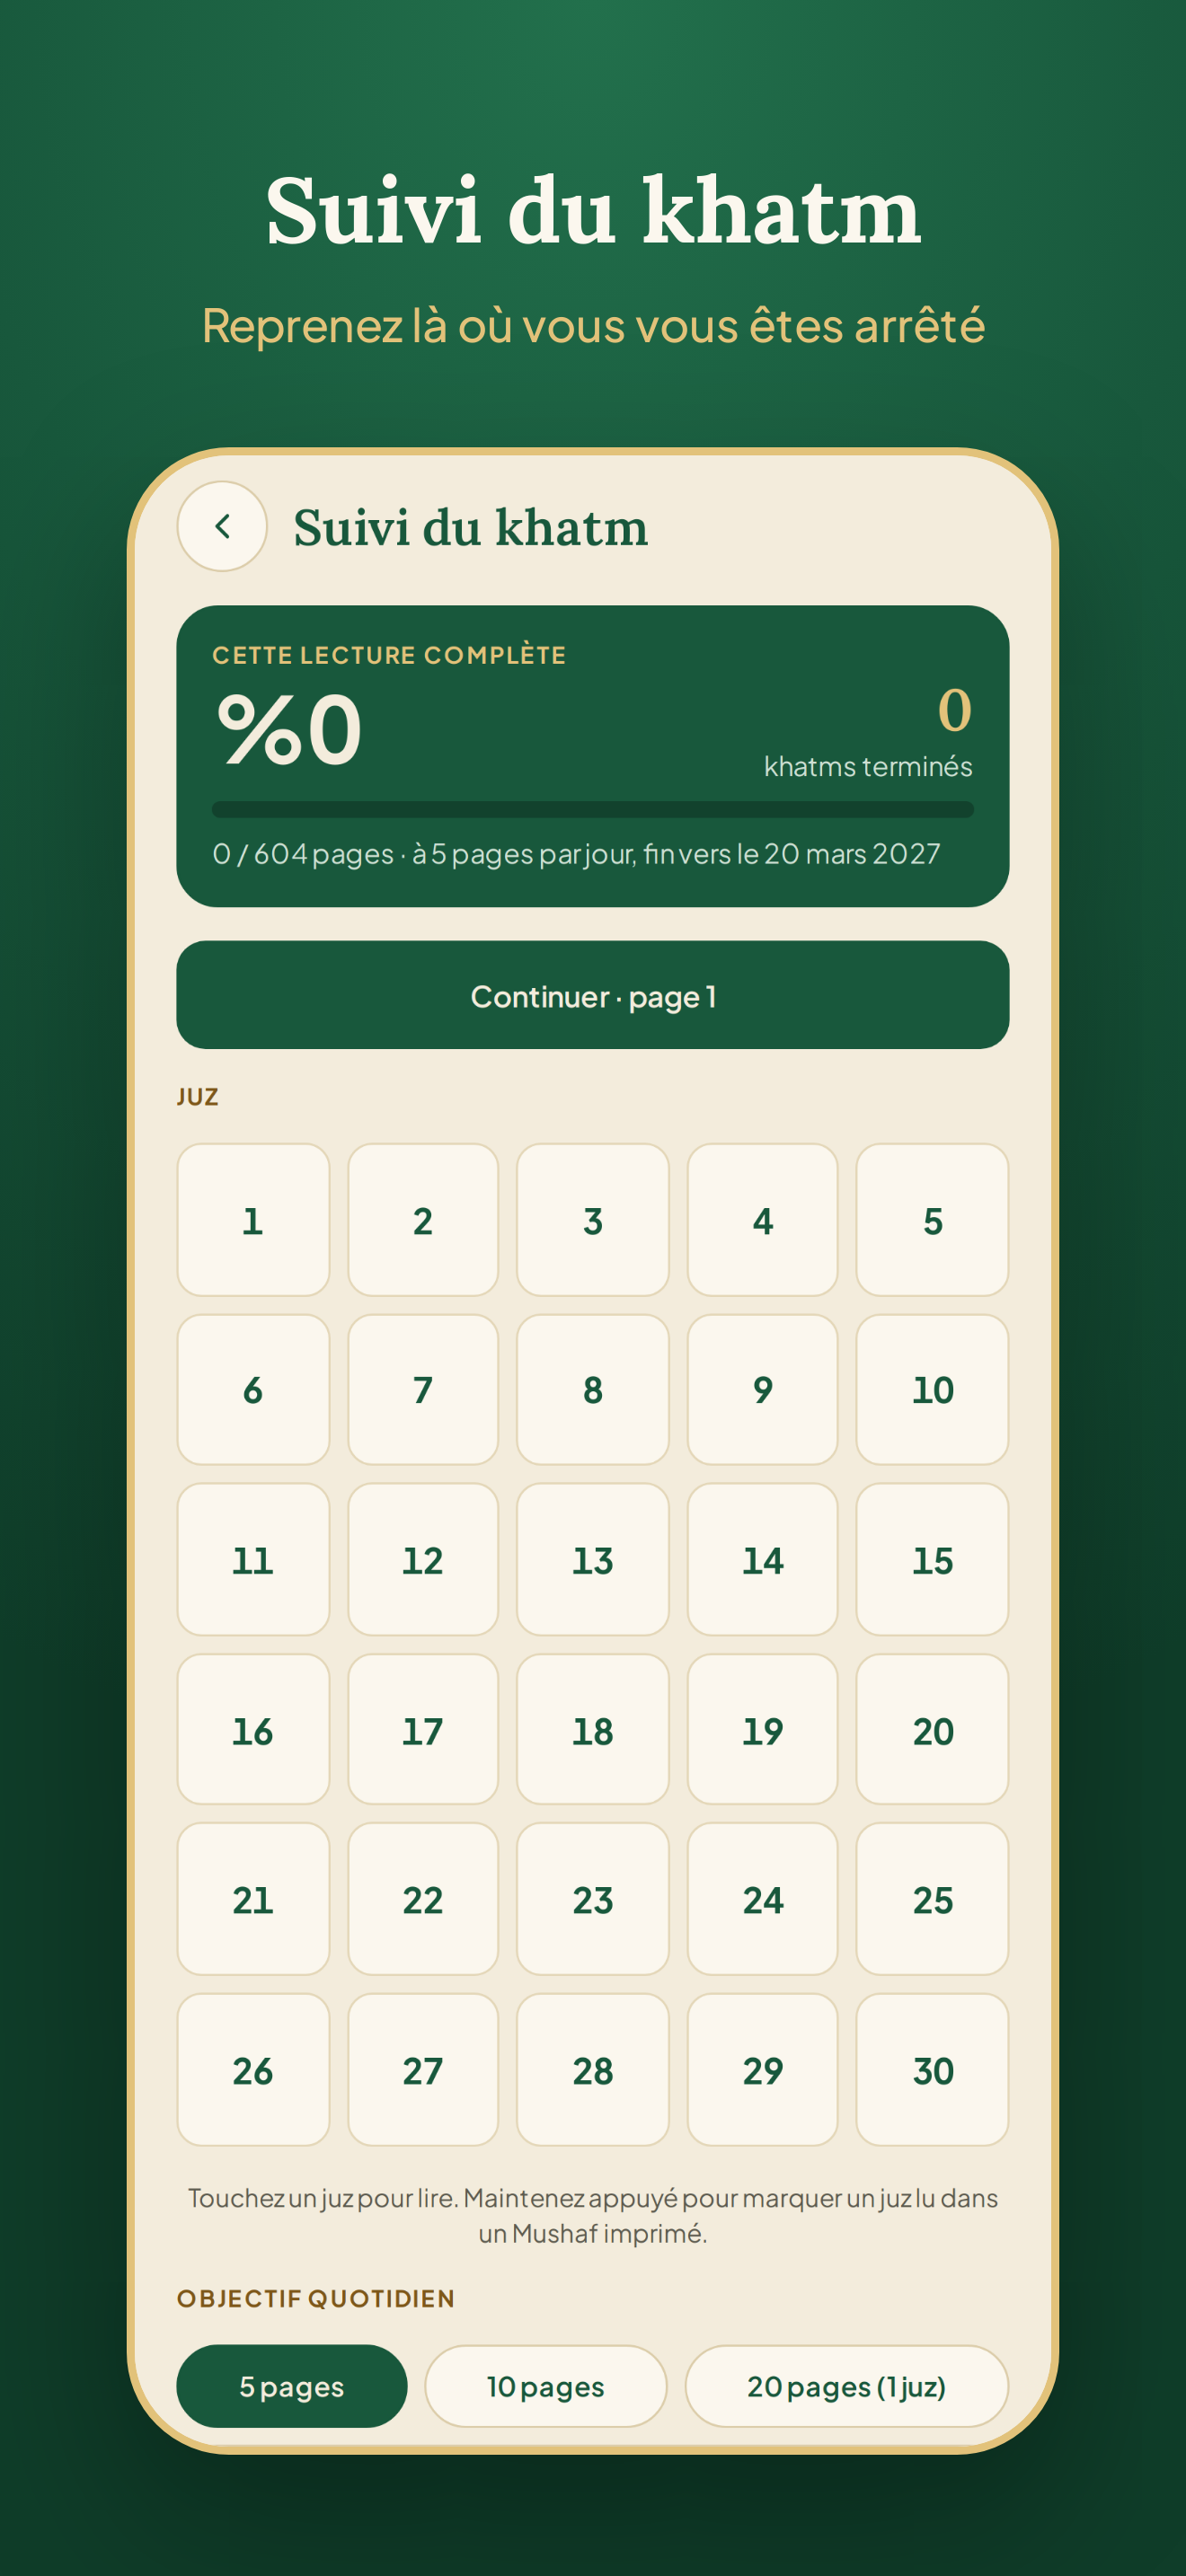 Suivi du khatm
Reprenez là où vous vous êtes arrêté
Suivi du khatm
CETTE LECTURE COMPLÈTE
%0
0
khatms terminés
0 / 604 pages · à 5 pages par jour, fin vers le 20 mars 2027
Continuer · page 1
JUZ
1 2 3 4 5
6 7 8 9 10
11 12 13 14 15
16 17 18 19 20
21 22 23 24 25
26 27 28 29 30
Touchez un juz pour lire. Maintenez appuyé pour marquer un juz lu dans
un Mushaf imprimé.
OBJECTIF QUOTIDIEN
5 pages 10 pages 20 pages (1 juz)